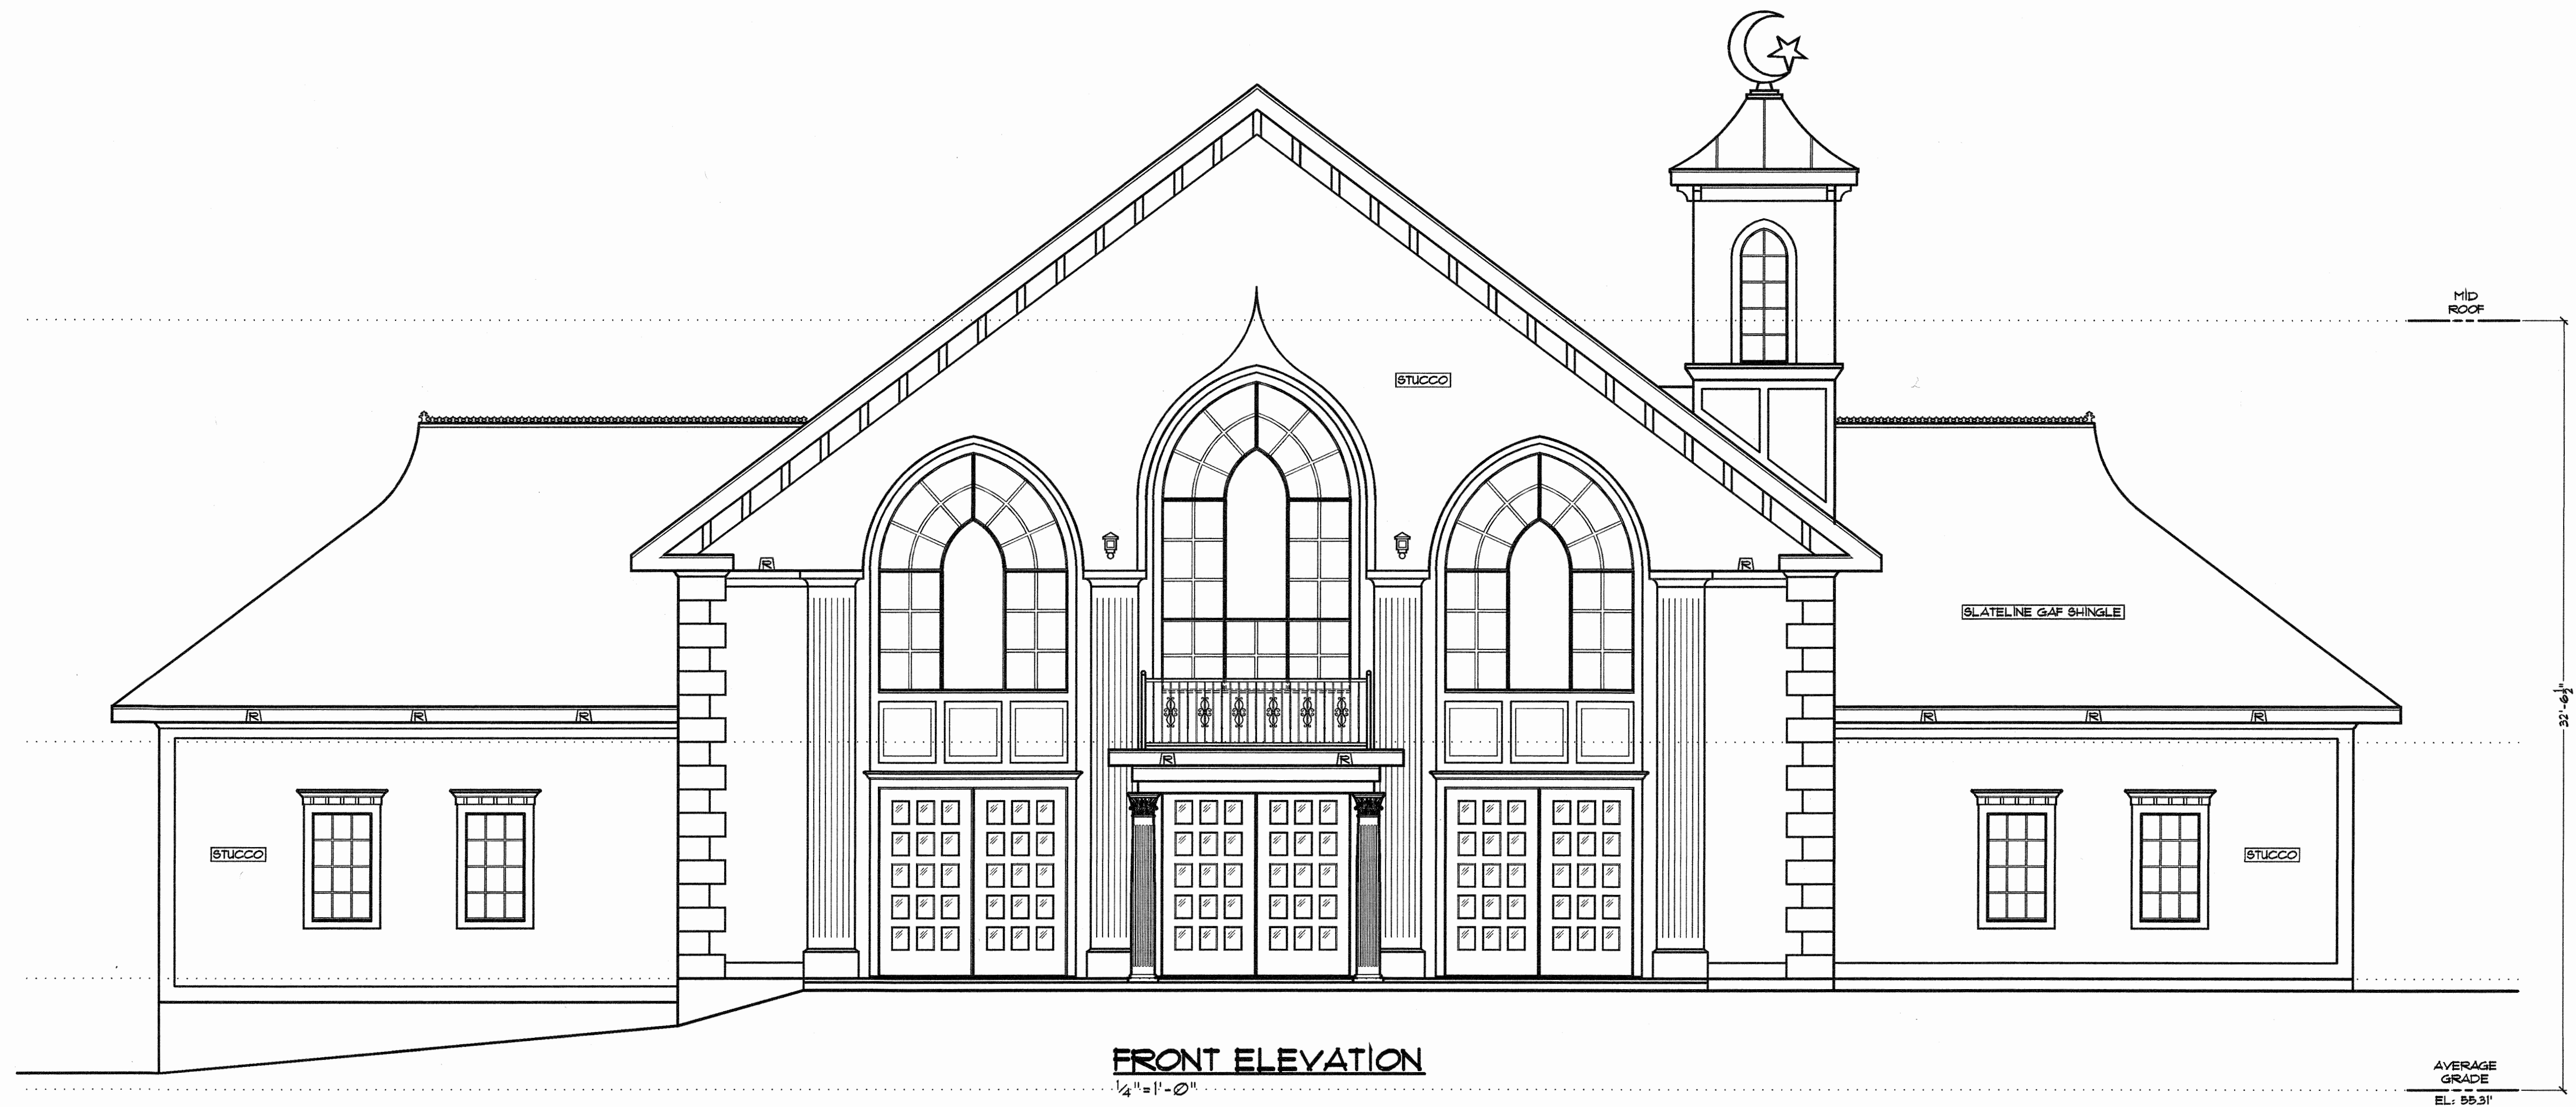 MID
ROOF
STUCCO
R
R
SLATELINE GAF SHINGLE
32'-6½"
R
R
R
R
R
R
R
R
STUCCO
STUCCO
FRONT ELEVATION
¼"=1'-0"
AVERAGE
GRADE
EL: 55.31'